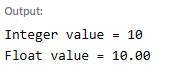 Output:
Integer value = 10
Float value = 10.00